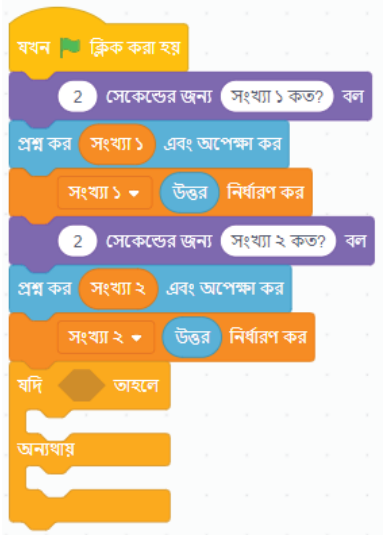 যখন ক্লিক করা হয়
2 সেকেন্ডের জন্য সংখ্যা ১ কত? বল
প্রশ্ন কর সংখ্যা ১ এবং অপেক্ষা কর
সংখ্যা ১ উত্তর নির্ধারণ কর
2 সেকেন্ডের জন্য সংখ্যা ২ কত? বল
প্রশ্ন কর সংখ্যা ২ এবং অপেক্ষা কর
সংখ্যা ২ উত্তর নির্ধারণ কর
যদি তাহলে
অন্যথায়